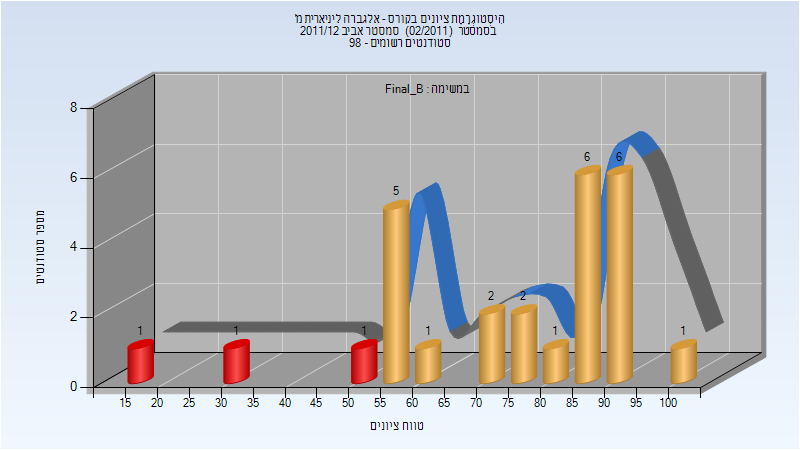 היסטוגרמת ציונים בקורס - אלגברה ליניארית מ'
בסמסטר (02/2011) סמסטר אביב 2011/12
סטודנטים רשומים - 98
במשימה : Final_B
מספר סטודנטים
8
6
4
2
0
1
1
1
5
1
2
2
1
6
6
1
15 20 25 30 35 40 45 50 55 60 65 70 75 80 85 90 95 100
טווח ציונים